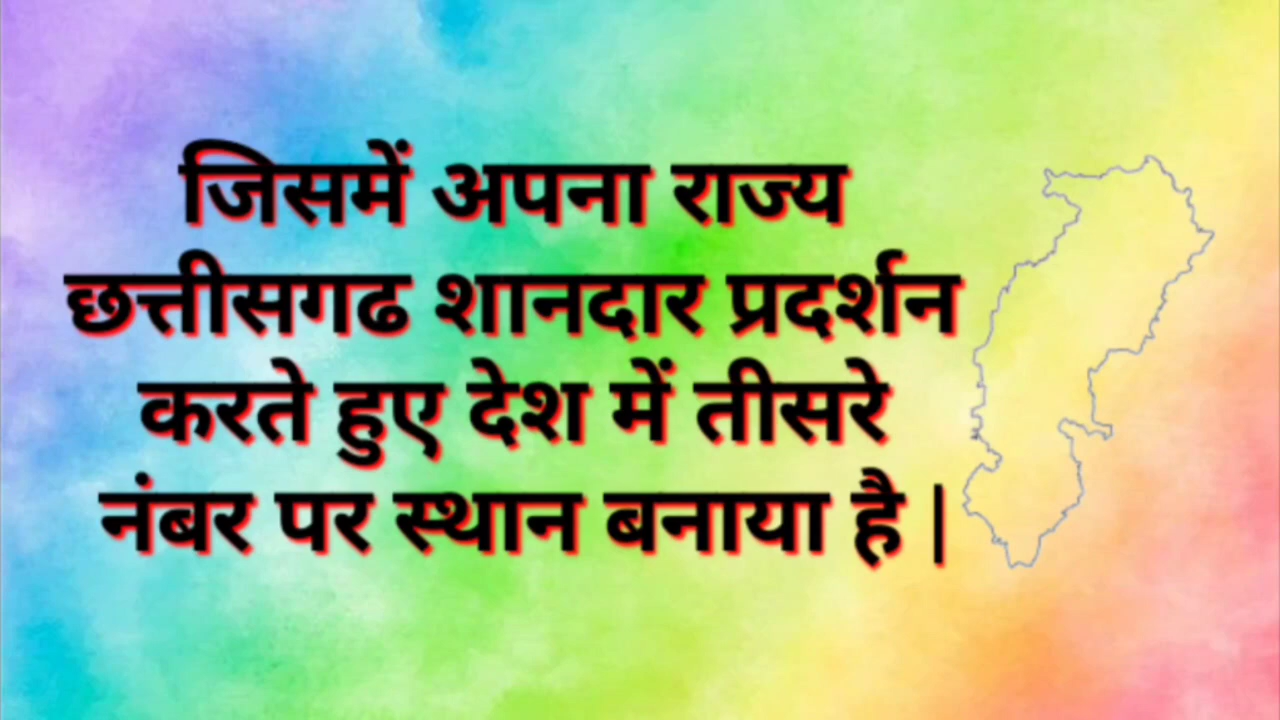 जिसमें अपना राज्य
छत्तीसगढ शानदार प्रदर्शन
करते हुए देश में तीसरे
नंबर पर स्थान बनाया है |